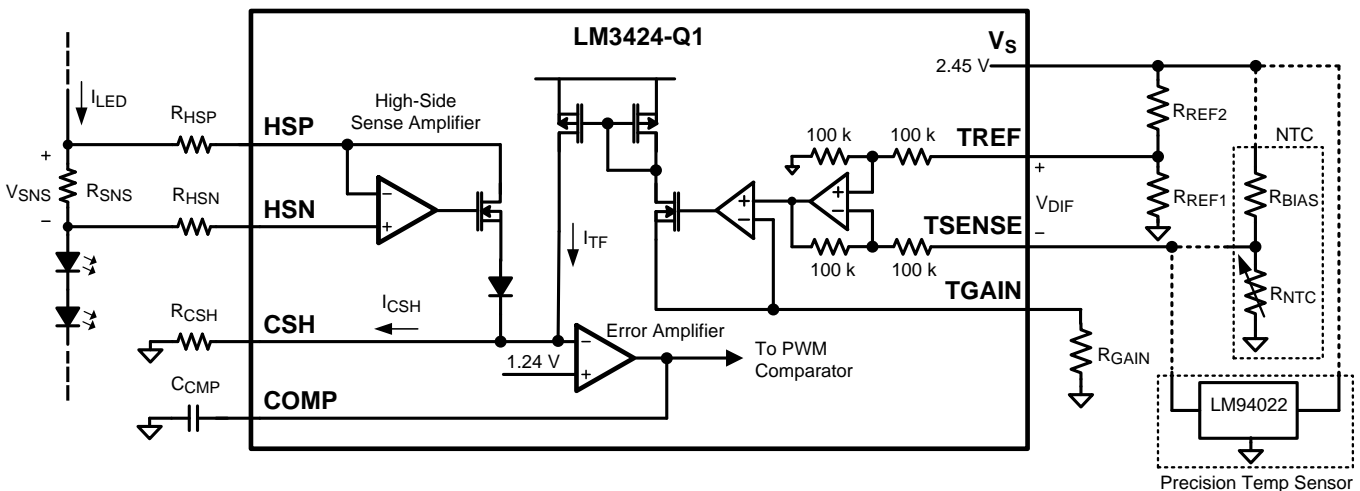 LM3424-Q1
VS
2.45 V
ILED
RHSP
HSP
High-Side
Sense Amplifier
100 k
100 k
TREF
RREF2
NTC
+
VSNS
RSNS
−
RHSN
HSN
−
+
+
−
+
−
+
VDIF
−
RREF1
RBIAS
TSENSE
ITF
100 k
100 k
TGAIN
RNTC
RCSH
CSH
ICSH
Error Amplifier
−
1.24 V
+
To PWM
Comparator
RGAIN
CCMP
COMP
LM94022
Precision Temp Sensor